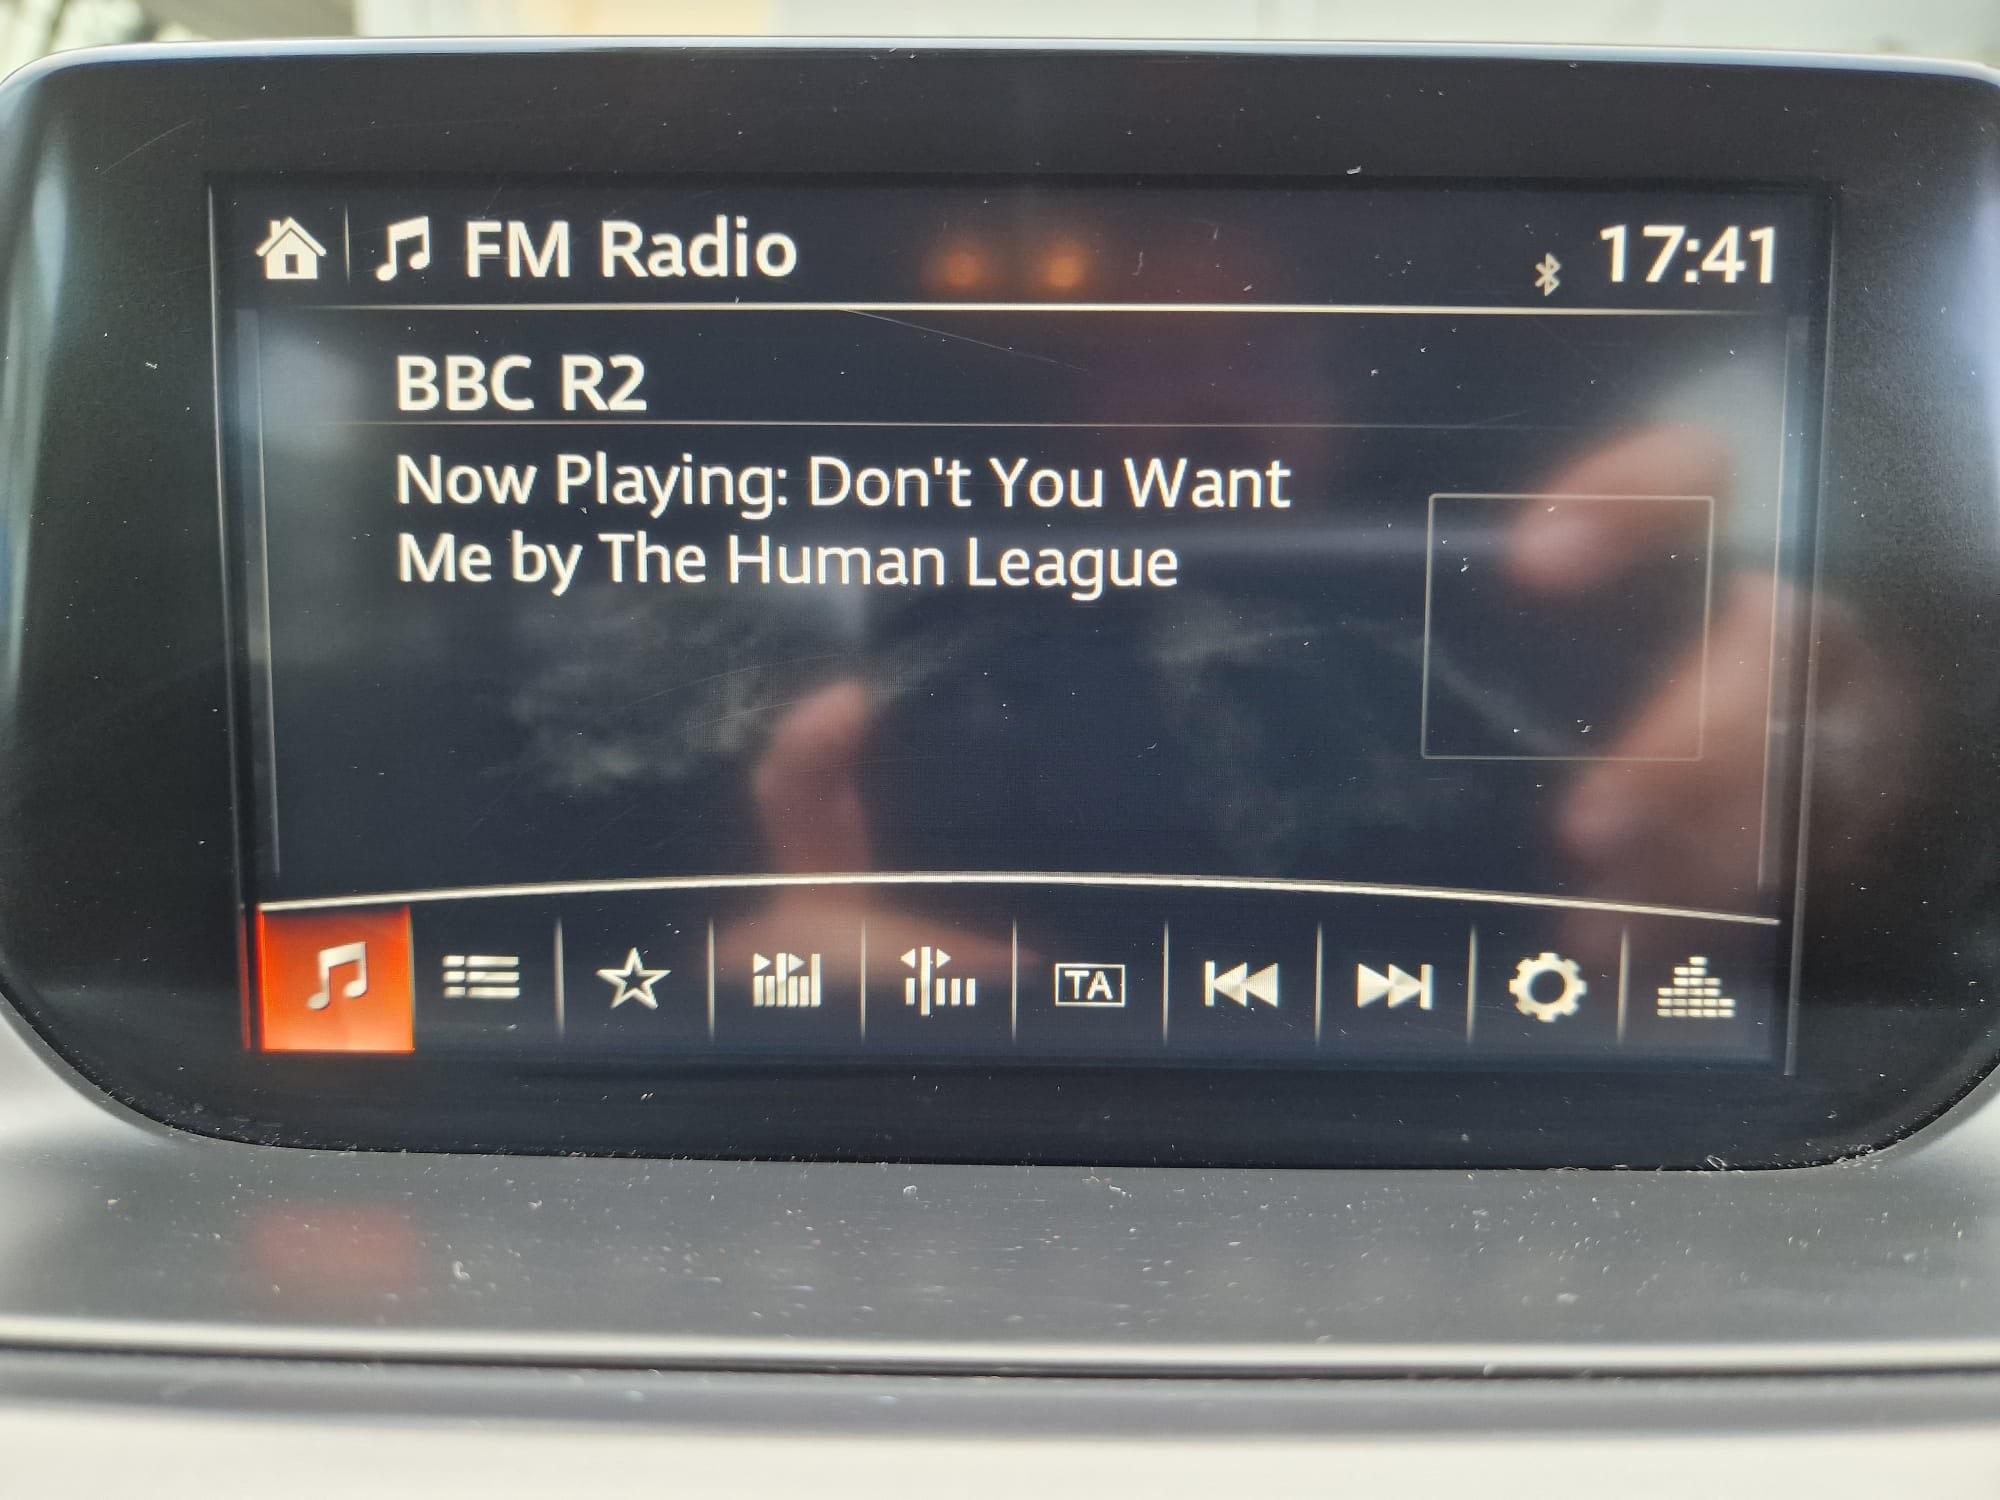 FM Radio
17:41
BBC R2
Now Playing: Don't You Want
Me by The Human League
TA